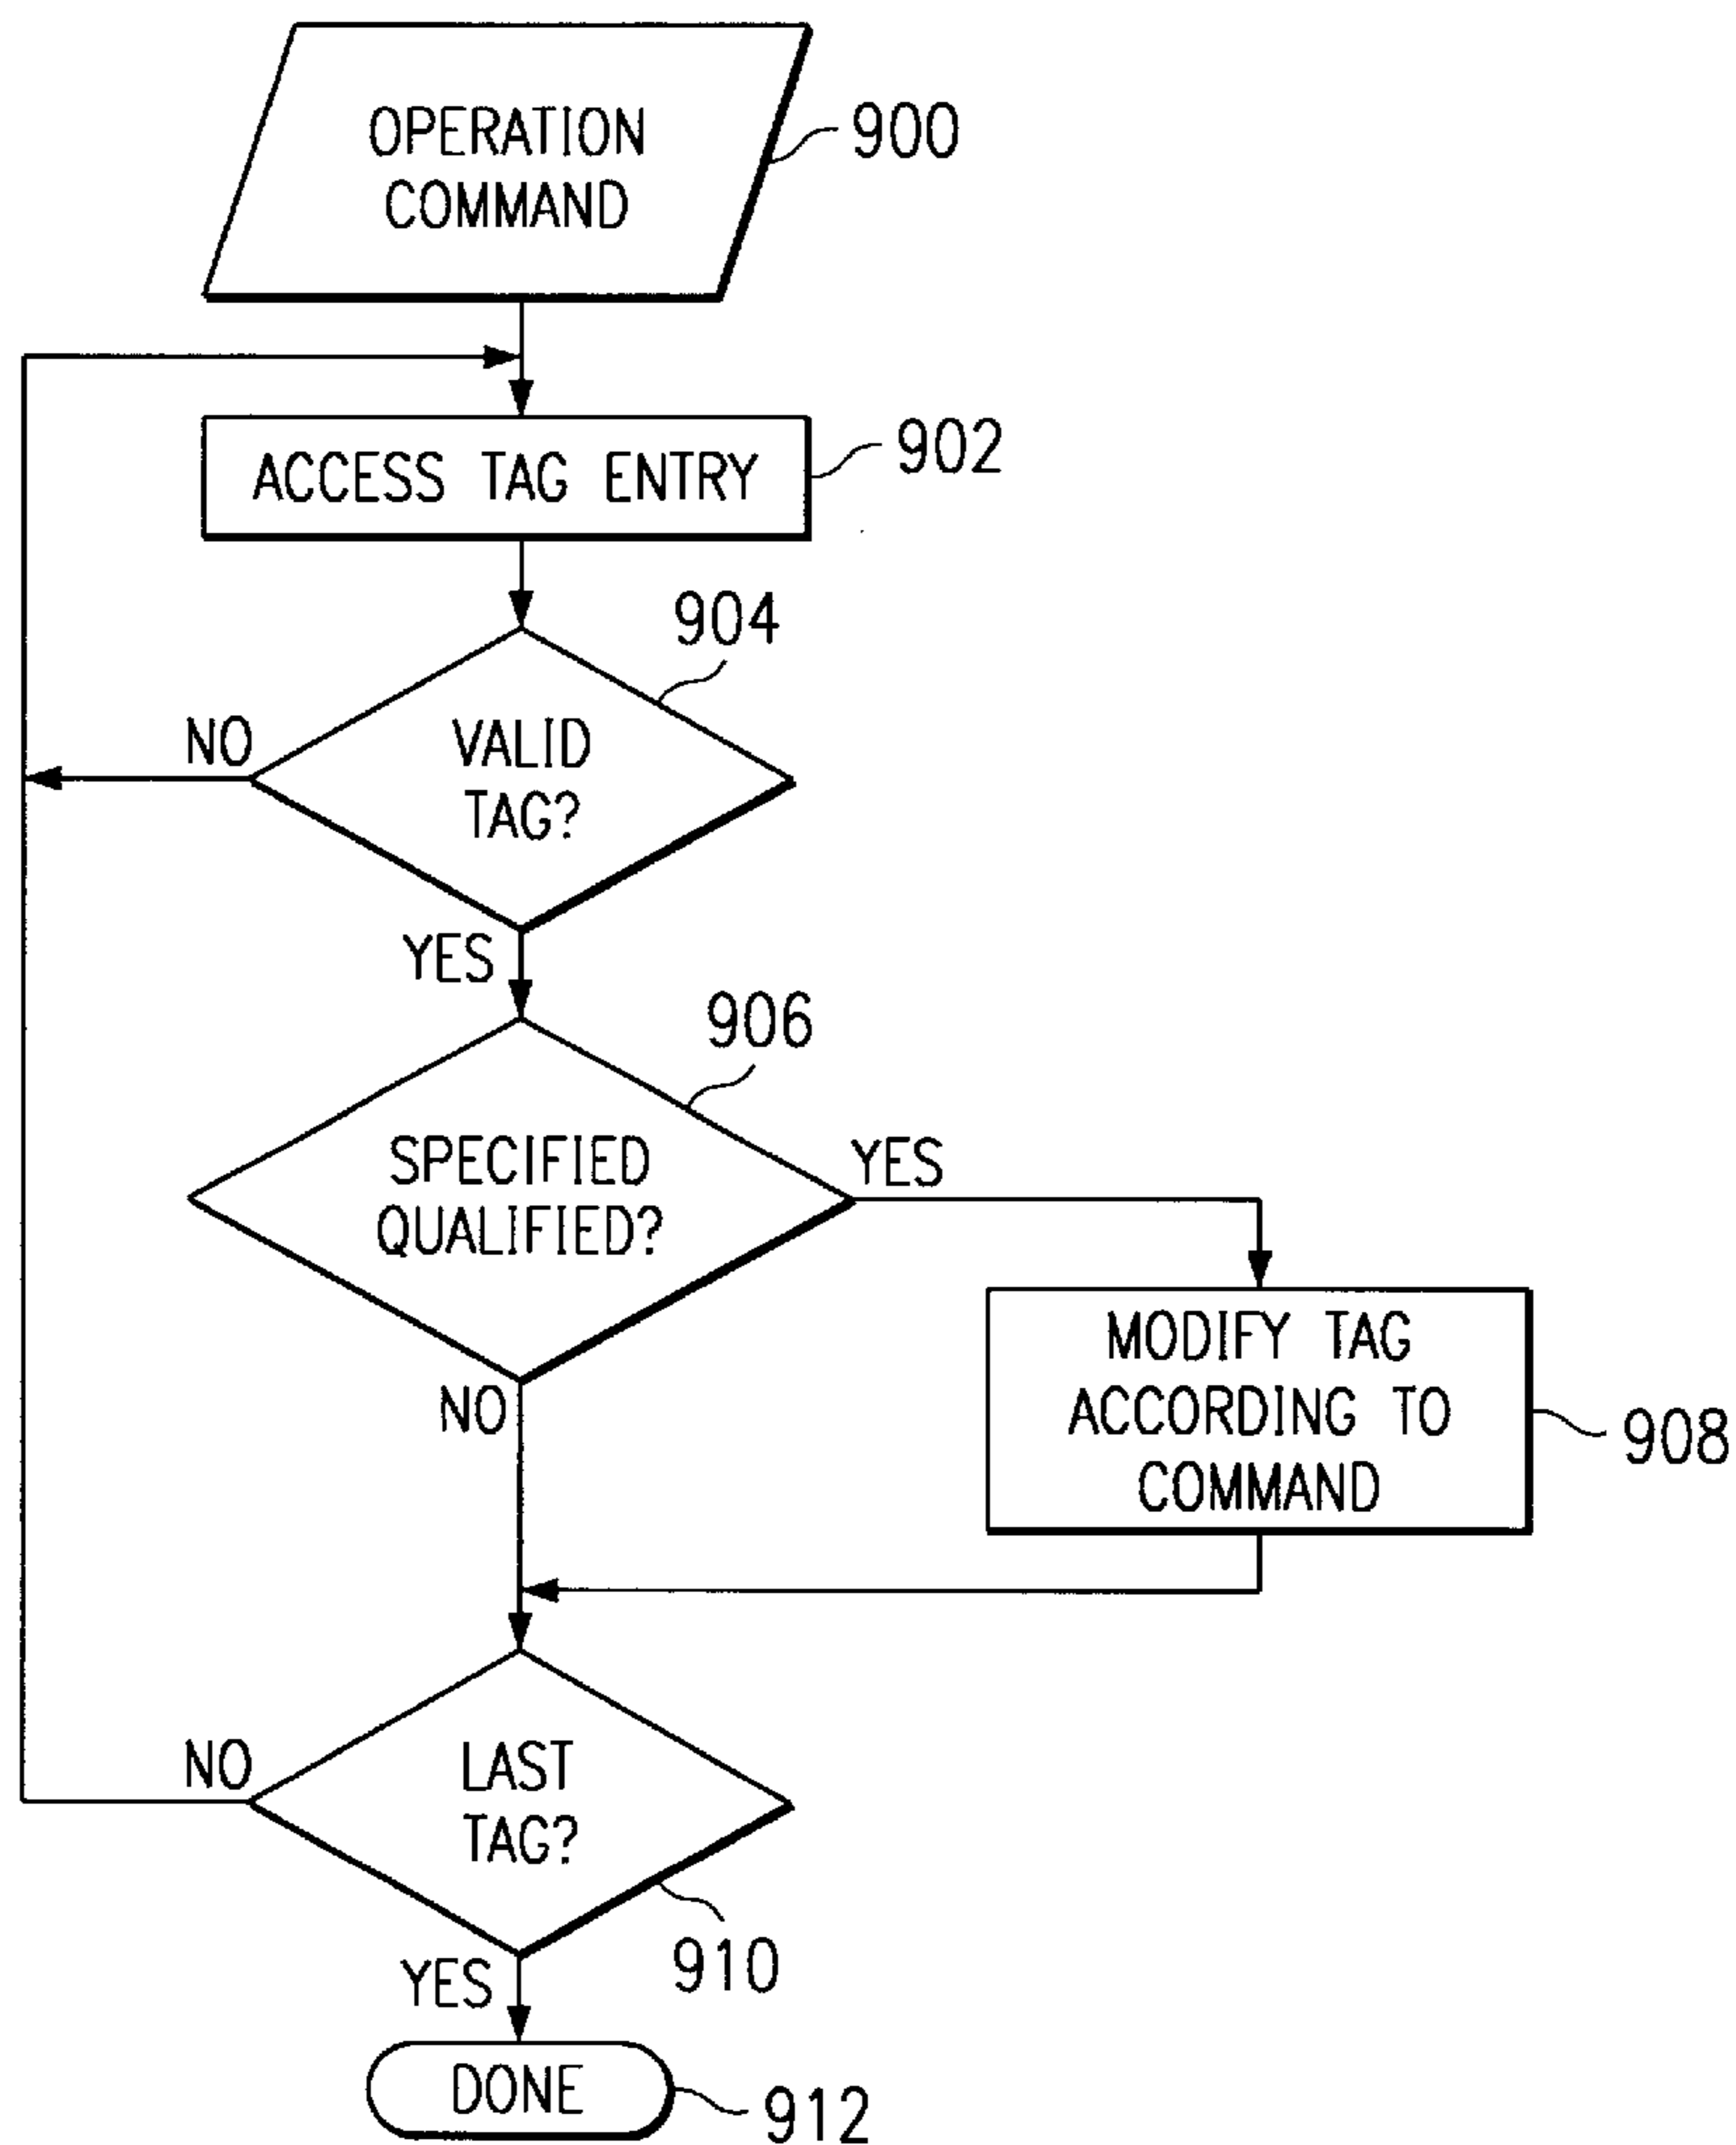 OPERATION
COMMAND
900
ACCESS TAG ENTRY
902
904
NO
VALID
TAG?
YES
906
SPECIFIED
QUALIFIED?
YES
NO
MODIFY TAG
ACCORDING TO
COMMAND
908
NO
LAST
TAG?
910
YES
DONE
912